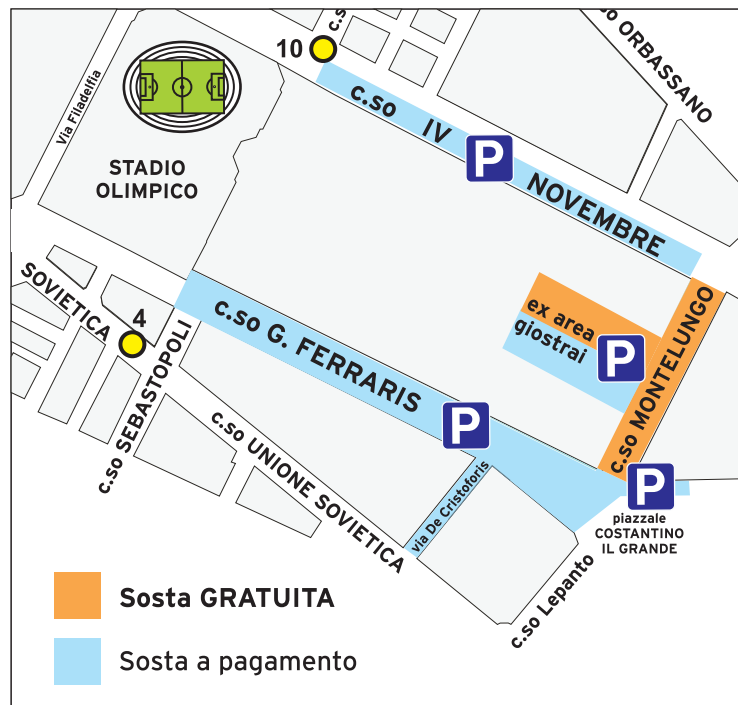 c.s
10
c.so IV NOVEMBRE
so ORBASSANO
Via Filadelfia
STADIO
OLIMPICO
P
SOVIETICA
4
c.so SEBASTOPOLI
c.so G. FERRARIS
P
ex area
giostrai
P
c.so MONTELUNGO
c.so UNIONE SOVIETICA
via De Cristoforis
P
piazzale
COSTANTINO
IL GRANDE
c.so Lepanto
Sosta GRATUITA
Sosta a pagamento